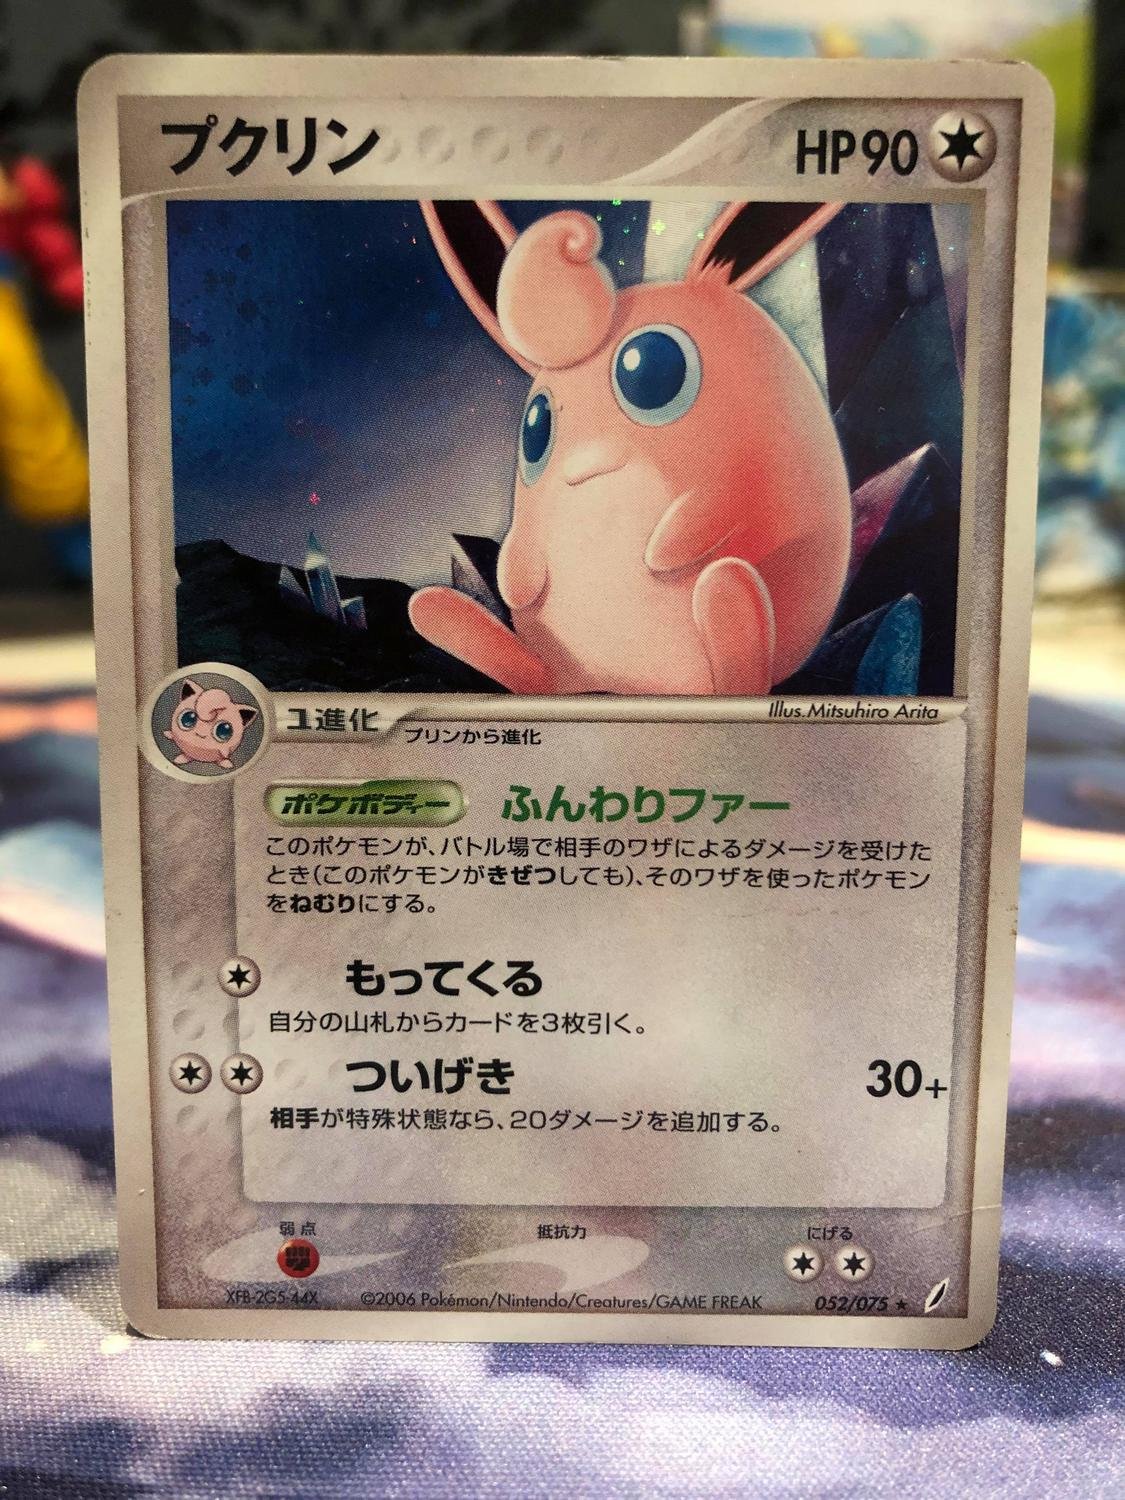 プクリン
HP90
Illus.Mitsuhiro Arita
1進化
プリンから進化
ポケボディー ふんわりファー
このポケモンが、バトル場で相手のワザによるダメージを受けた
とき(このポケモンがきぜつしても)、そのワザを使ったポケモン
をねむりにする。
もってくる
自分の山札からカードを3枚引く。
ついげき 30+
相手が特殊状態なら、20ダメージを追加する。
弱点 抵抗力 にげる
XFB-2G5-44X ©2006 Pokémon/Nintendo/Creatures/GAME FREAK 052/075 ★